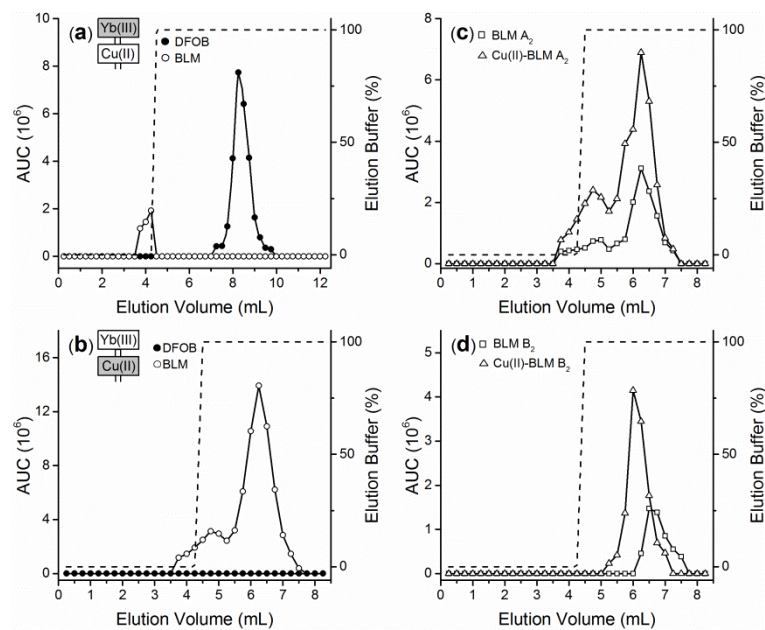 (a)
Yb(III)
Cu(II)
DFOB
BLM
AUC (10⁶)
10
8
6
4
2
0
100
50
0
Elution Buffer (%)
0 2 4 6 8 10 12
Elution Volume (mL)
(c)
BLM A₂
Cu(II)-BLM A₂
AUC (10⁶)
8
6
4
2
0
100
50
0
Elution Buffer (%)
0 1 2 3 4 5 6 7 8
Elution Volume (mL)
(b)
Yb(III)
Cu(II)
DFOB
BLM
AUC (10⁶)
16
12
8
4
0
100
50
0
Elution Buffer (%)
0 1 2 3 4 5 6 7 8
Elution Volume (mL)
(d)
BLM B₂
Cu(II)-BLM B₂
AUC (10⁶)
5
4
3
2
1
0
100
50
0
Elution Buffer (%)
0 1 2 3 4 5 6 7 8
Elution Volume (mL)